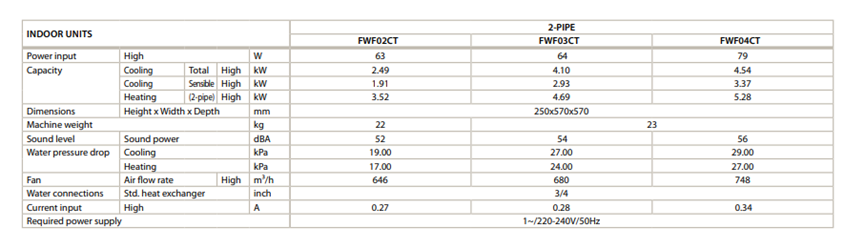 INDOOR UNITS 2-PIPE
FWF02CT FWF03CT FWF04CT
Power input High W 63 64 79
Capacity Cooling Total High kW 2.49 4.10 4.54
Cooling Sensible High kW 1.91 2.93 3.37
Heating (2-pipe) High kW 3.52 4.69 5.28
Dimensions Height x Width x Depth mm 250x570x570
Machine weight kg 22 23
Sound level Sound power dBA 52 54 56
Water pressure drop Cooling kPa 19.00 27.00 29.00
Heating kPa 17.00 24.00 27.00
Fan Air flow rate High m³/h 646 680 748
Water connections Std. heat exchanger inch 3/4
Current input High A 0.27 0.28 0.34
Required power supply 1~/220-240V/50Hz